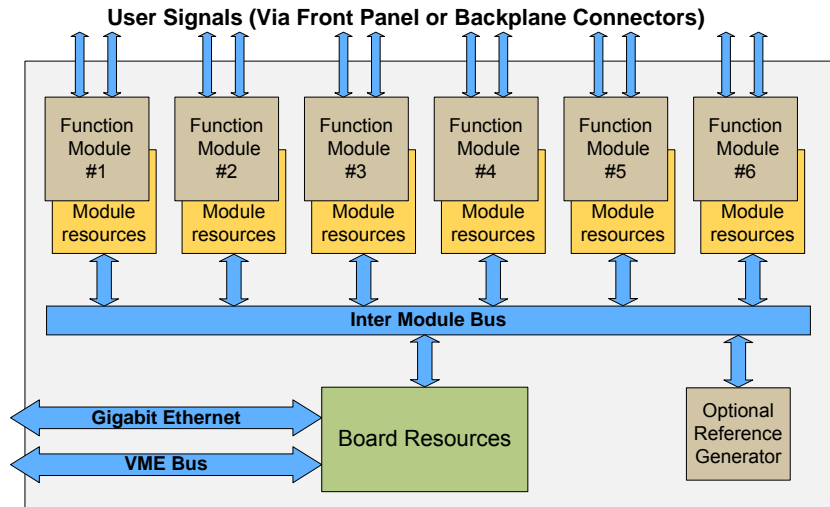 User Signals (Via Front Panel or Backplane Connectors)
Function
Module
#1
Module
resources
Function
Module
#2
Module
resources
Function
Module
#3
Module
resources
Function
Module
#4
Module
resources
Function
Module
#5
Module
resources
Function
Module
#6
Module
resources
Inter Module Bus
Gigabit Ethernet
VME Bus
Board Resources
Optional
Reference
Generator